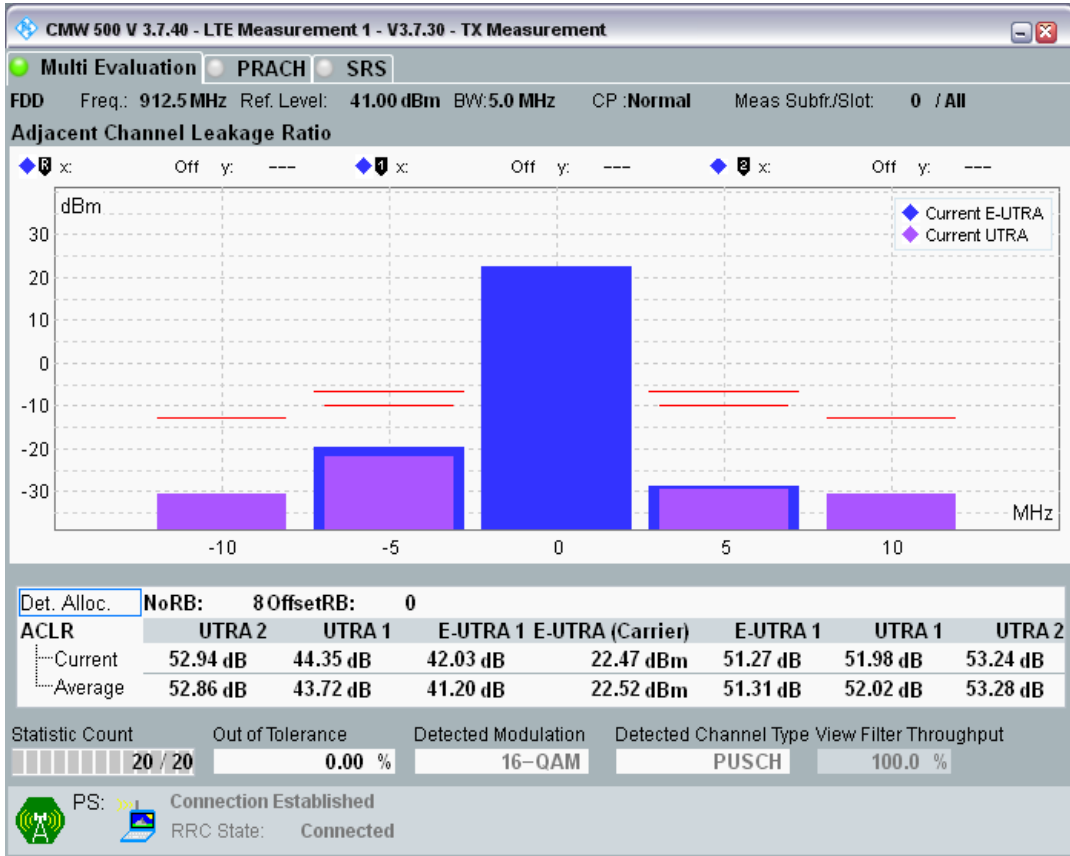 CMW 500 V 3.7.40 - LTE Measurement 1 - V3.7.30 - TX Measurement
Multi Evaluation PRACH SRS
FDD Freq.: 912.5 MHz Ref. Level: 41.00 dBm BW: 5.0 MHz CP :Normal Meas Subfr./Slot: 0 / All
Adjacent Channel Leakage Ratio
R x: Off y: --- 1 x: Off y: --- 2 x: Off y: ---
dBm
Current E-UTRA
Current UTRA
30
20
10
0
-10
-20
-30
MHz
-10 -5 0 5 10
Det. Alloc. NoRB: 8 OffsetRB: 0
ACLR UTRA 2 UTRA 1 E-UTRA 1 E-UTRA (Carrier) E-UTRA 1 UTRA 1 UTRA 2
Current 52.94 dB 44.35 dB 42.03 dB 22.47 dBm 51.27 dB 51.98 dB 53.24 dB
Average 52.86 dB 43.72 dB 41.20 dB 22.52 dBm 51.31 dB 52.02 dB 53.28 dB
Statistic Count Out of Tolerance Detected Modulation Detected Channel Type View Filter Throughput
20 / 20 0.00 % 16-QAM PUSCH 100.0 %
PS: Connection Established
RRC State: Connected